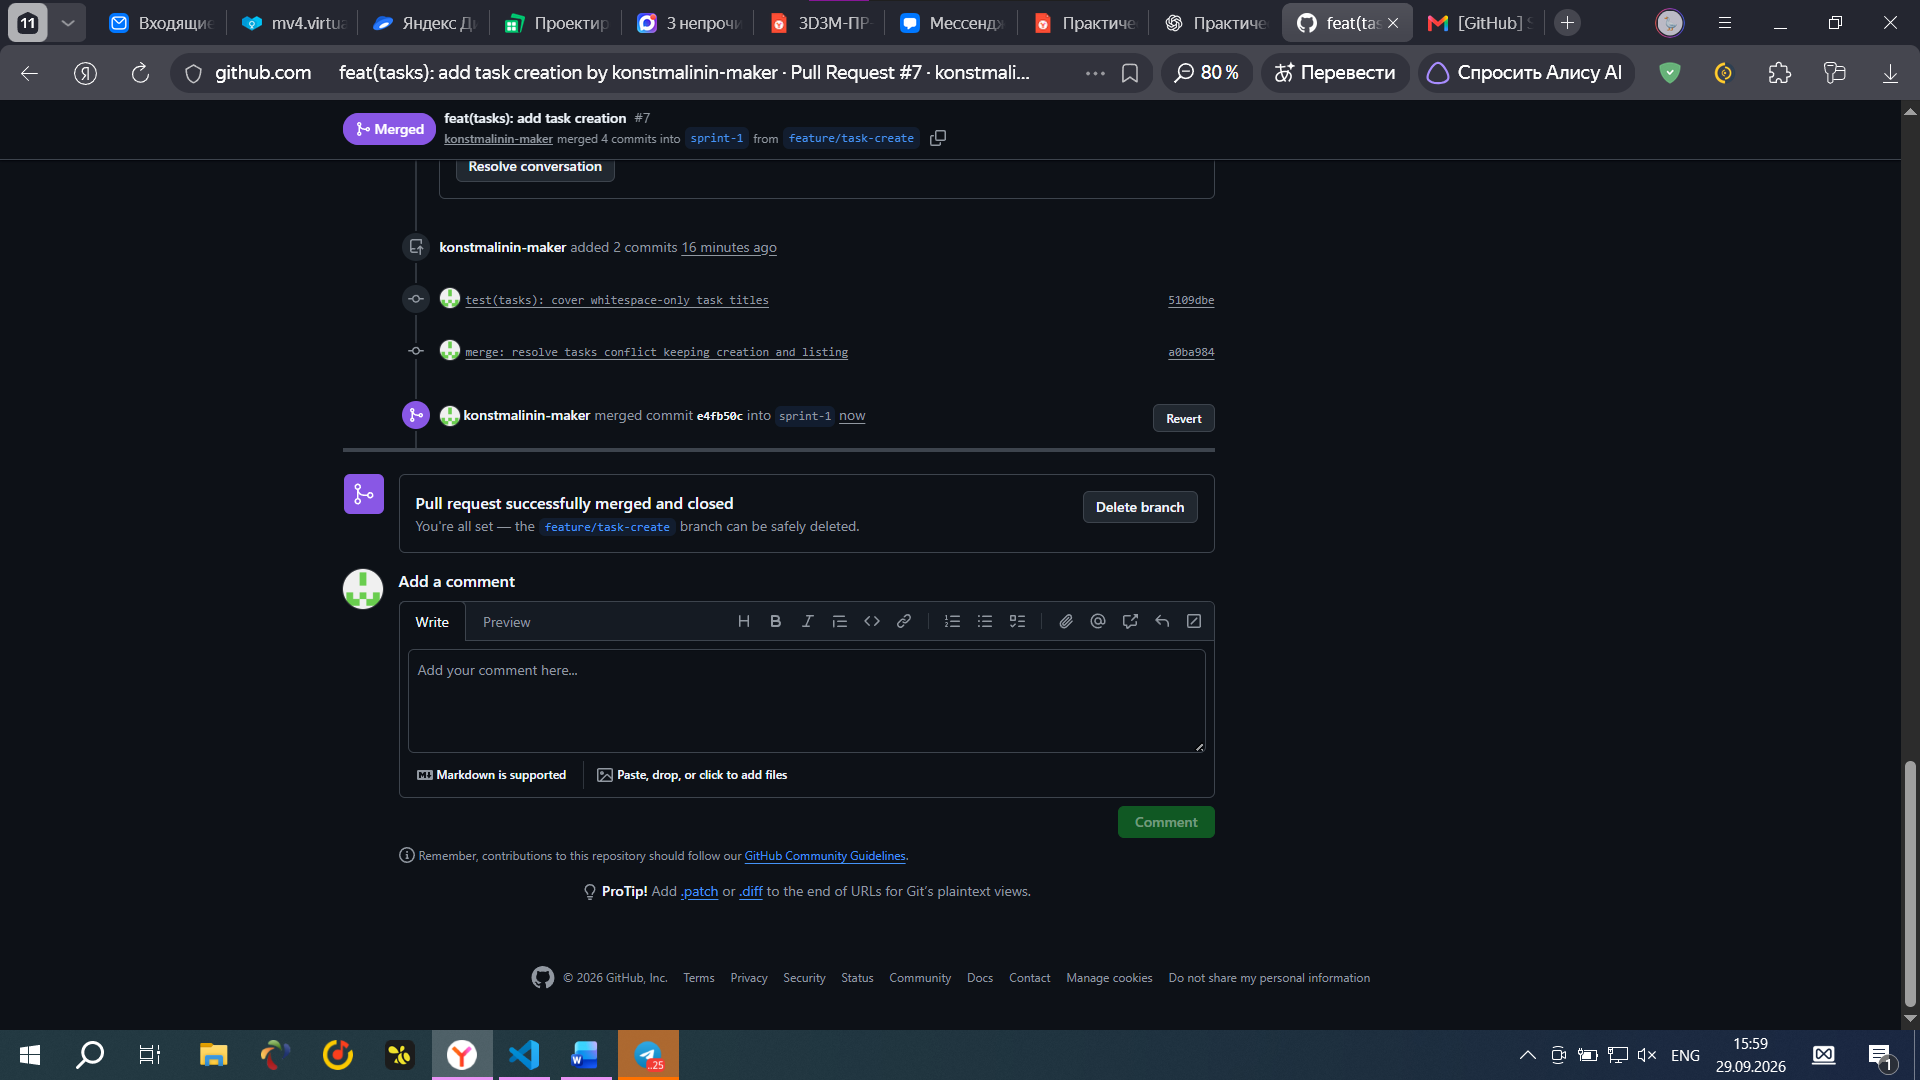 11
Входящие
mv4.virtua
Яндекс Ди
Проектир
3 непрочи
3D3М-ПР-
Мессендж
Практиче
Практиче
feat(tas
[GitHub] S
github.com
feat(tasks): add task creation by konstmalinin-maker · Pull Request #7 · konstmali...
80 %
Перевести
Спросить Алису AI
Merged
feat(tasks): add task creation #7
konstmalinin-maker merged 4 commits into sprint-1 from feature/task-create
Resolve conversation
konstmalinin-maker added 2 commits 16 minutes ago
test(tasks): cover whitespace-only task titles
5109dbe
merge: resolve tasks conflict keeping creation and listing
a0ba984
konstmalinin-maker merged commit e4fb50c into sprint-1 now
Revert
Pull request successfully merged and closed
You're all set — the feature/task-create branch can be safely deleted.
Delete branch
Add a comment
Write
Preview
Add your comment here...
Markdown is supported
Paste, drop, or click to add files
Comment
Remember, contributions to this repository should follow our GitHub Community Guidelines.
ProTip! Add .patch or .diff to the end of URLs for Git's plaintext views.
© 2026 GitHub, Inc.
Terms
Privacy
Security
Status
Community
Docs
Contact
Manage cookies
Do not share my personal information
..25
ENG
15:59
29.09.2026
1